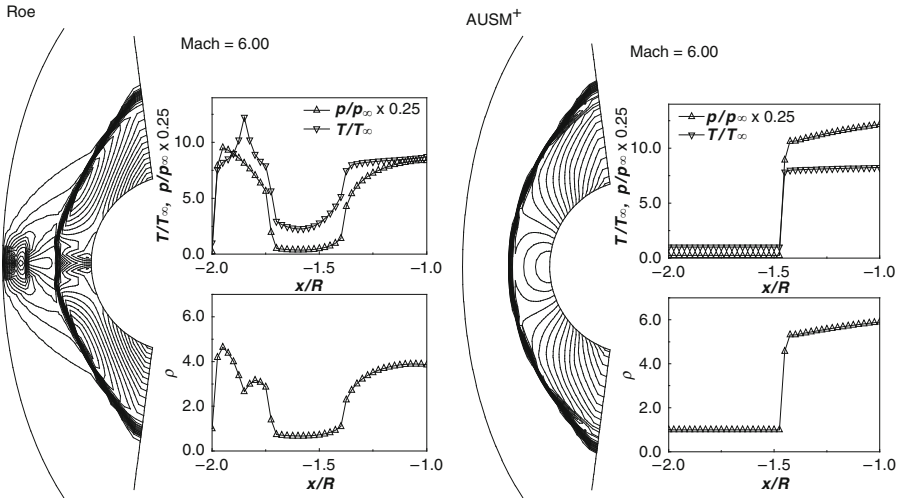 Roe
Mach = 6.00
T/T∞, p/p∞ x 0.25
10.0
5.0
0.0
p/p∞ x 0.25
T/T∞
−2.0 −1.5 −1.0
x/R
ρ
6.0
4.0
2.0
0.0
−2.0 −1.5 −1.0
x/R
AUSM+
Mach = 6.00
T/T∞, p/p∞ x 0.25
10.0
5.0
0.0
p/p∞ x 0.25
T/T∞
−2.0 −1.5 −1.0
x/R
ρ
6.0
4.0
2.0
0.0
−2.0 −1.5 −1.0
x/R